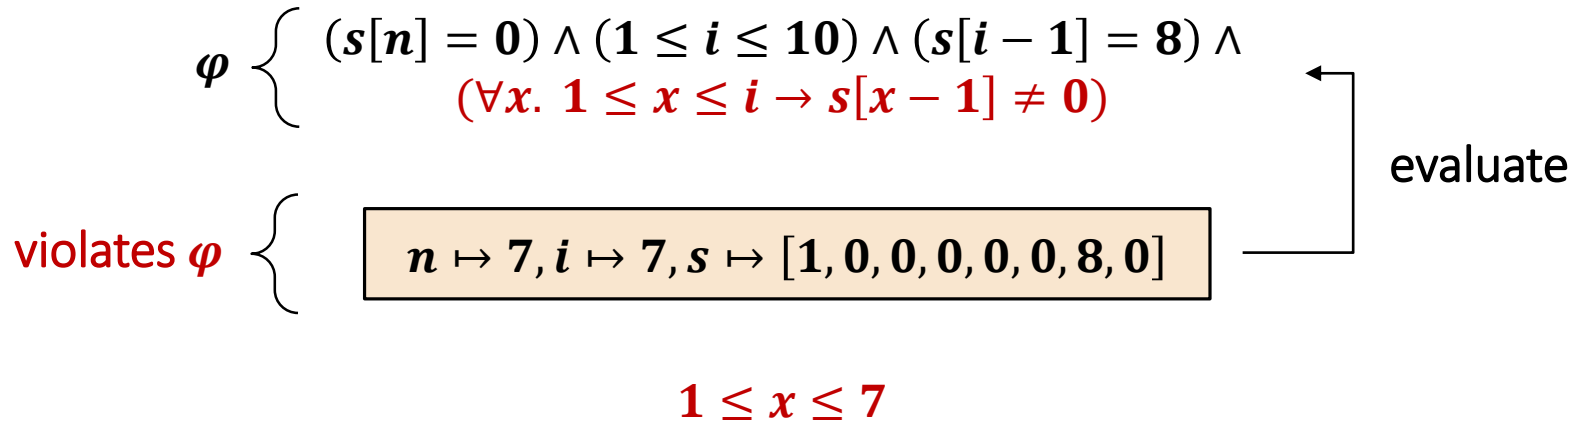 (s[n] = 0) ∧ (1 ≤ i ≤ 10) ∧ (s[i − 1] = 8) ∧
φ
(∀x. 1 ≤ x ≤ i → s[x − 1] ≠ 0)
evaluate
violates φ
n ↦ 7, i ↦ 7, s ↦ [1, 0, 0, 0, 0, 0, 8, 0]
1 ≤ x ≤ 7